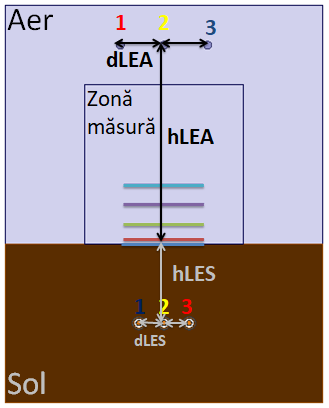 Aer
1 2 3
dLEA
Zonă
măsură
hLEA
hLES
1 2 3
dLES
Sol